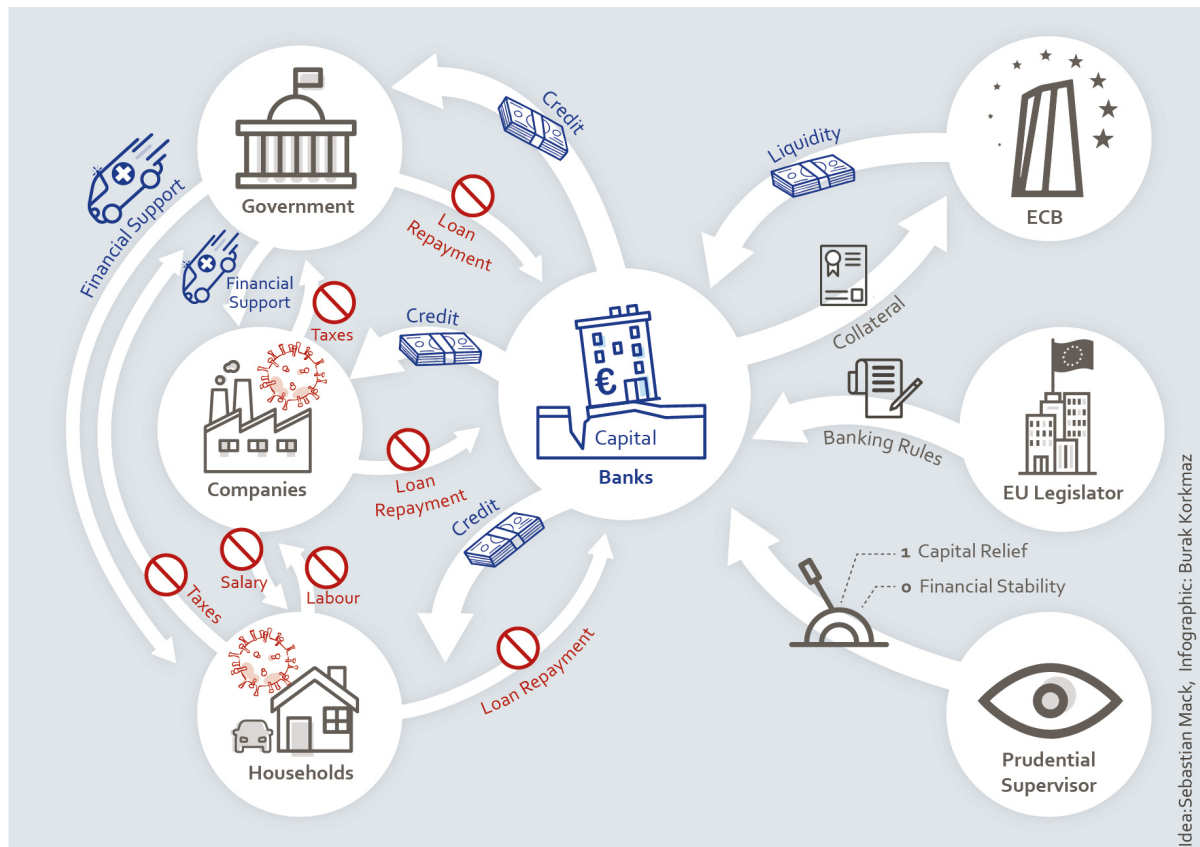 Credit
Liquidity
Government
ECB
Financial Support
Loan
Repayment
Financial
Support
Taxes
Credit
Collateral
€
Capital
Banks
Banking Rules
EU Legislator
Companies
Loan
Repayment
Credit
Salary
Labour
Taxes
1 Capital Relief
0 Financial Stability
Loan Repayment
Households
Prudential
Supervisor
Idea:Sebastian Mack, Infographic: Burak Korkmaz